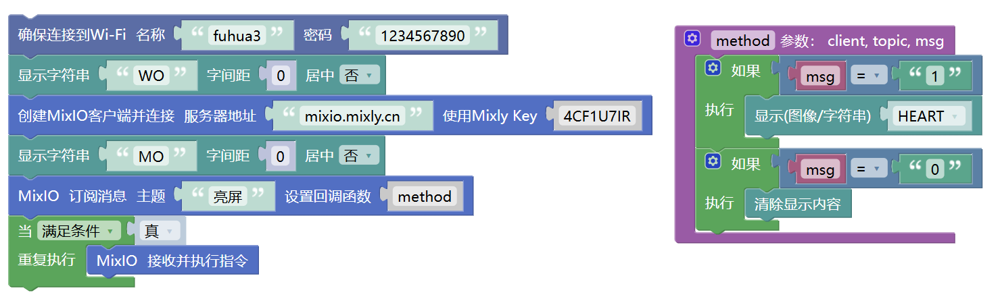 确保连接到Wi-Fi 名称 “ fuhua3 ” 密码 “ 1234567890 ”
显示字符串 “ WO ” 字间距 0 居中 否
创建MixIO客户端并连接 服务器地址 “ mixio.mixly.cn ” 使用Mixly Key 4CF1U7IR
显示字符串 “ MO ” 字间距 0 居中 否
MixIO 订阅消息 主题 “ 亮屏 ” 设置回调函数 method
当 满足条件 真
重复执行 MixIO 接收并执行指令
method 参数： client, topic, msg
如果 msg = “ 1 ”
执行 显示(图像/字符串) HEART
如果 msg = “ 0 ”
执行 清除显示内容